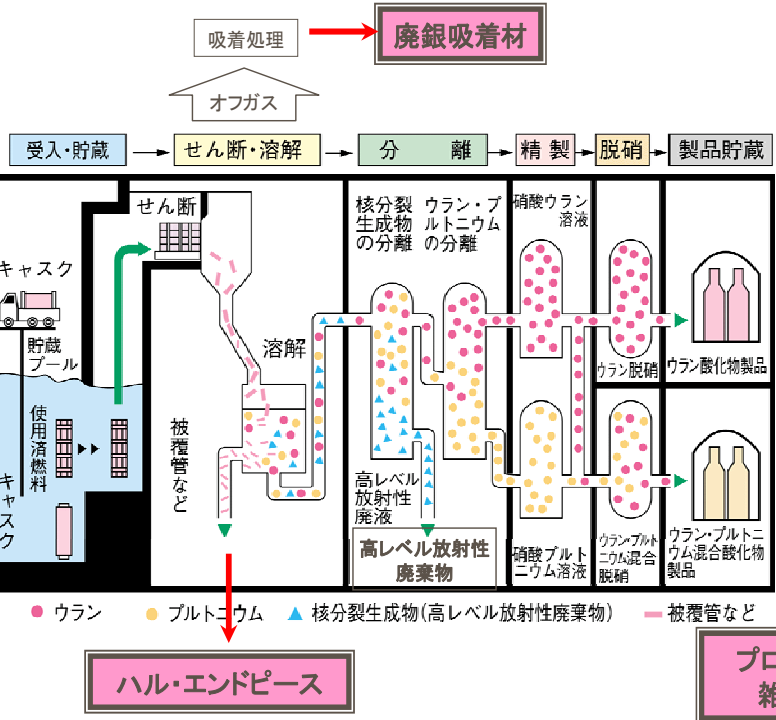 吸着処理
廃銀吸着材
オフガス
受入・貯蔵
せん断・溶解
分離
精製
脱硝
製品貯蔵
せん断
キャスク
貯蔵
プール
使用済燃料
キャスク
溶解
被覆管など
核分裂
生成物
の分離
ウラン・プ
ルトニウム
の分離
高レベル
放射性
廃液
高レベル放射性
廃棄物
硝酸ウラン
溶液
硝酸プルト
ニウム溶液
ウラン脱硝
ウラン・プルト
ニウム混合
脱硝
ウラン酸化物製品
ウラン・プルトニ
ウム混合酸化物
製品
ウラン
プルトニウム
核分裂生成物(高レベル放射性廃棄物)
被覆管など
ハル・エンドピース
プロ
雑